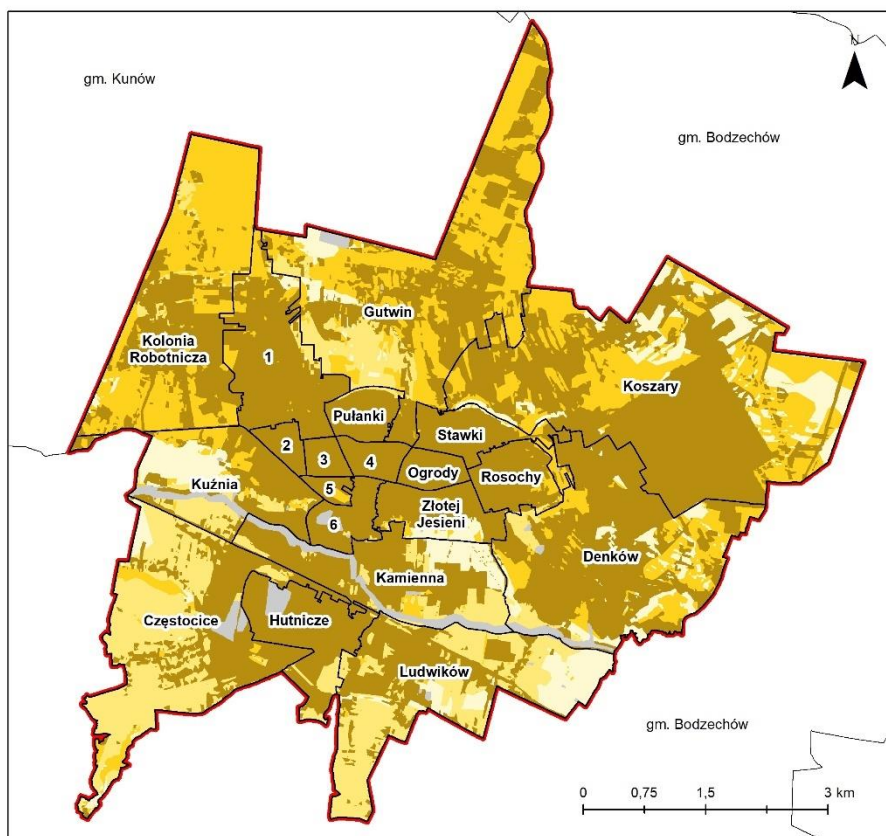 N
gm. Kunów
gm. Bodzechów
Gutwin
Kolonia
Robotnicza
1
Koszary
Pułanki
Stawki
2
3
4
Ogrody
Rosochy
Kuźnia
5
6
Złotej
Jesieni
Denków
Kamienna
Częstocice
Hutnicze
Ludwików
gm. Bodzechów
0 0,75 1,5 3 km